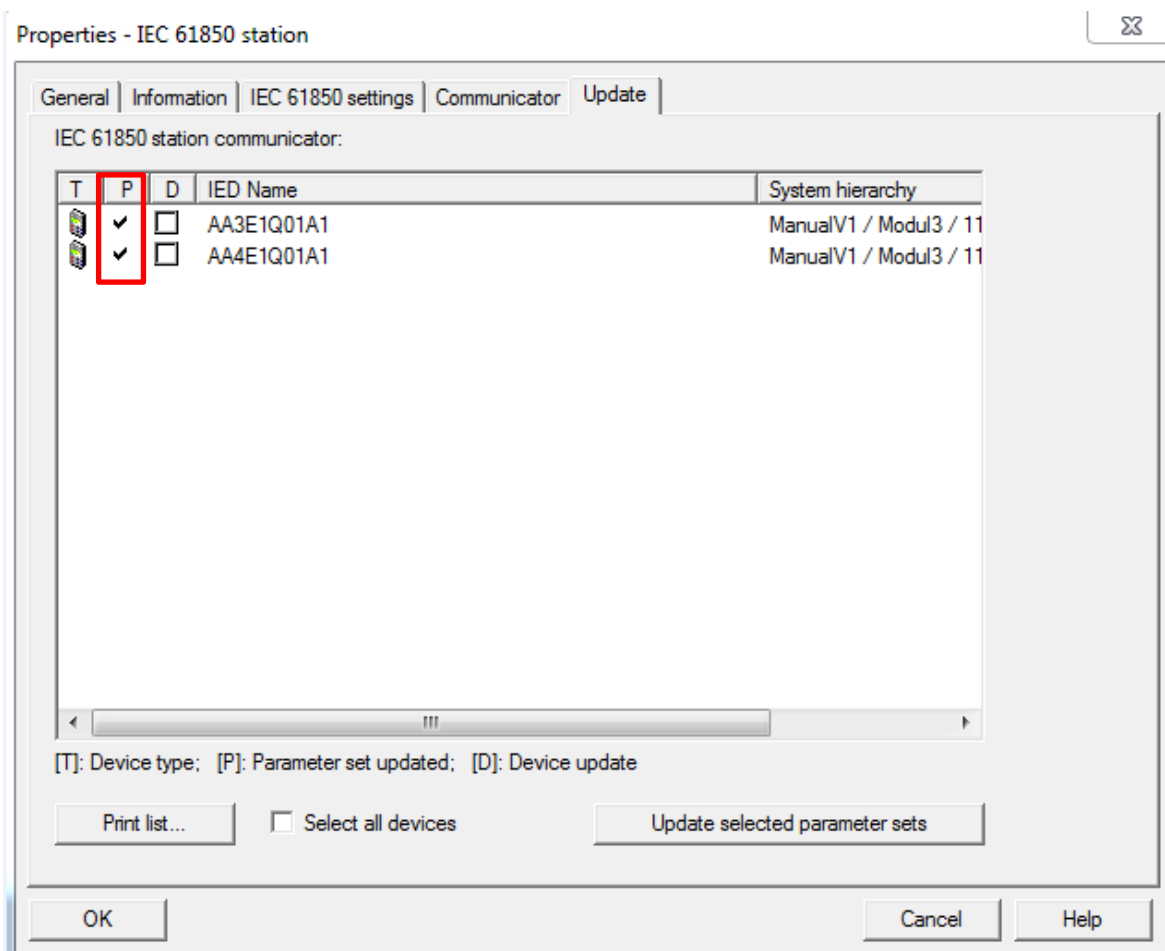 Properties - IEC 61850 station
General Information IEC 61850 settings Communicator Update
IEC 61850 station communicator:
T P D IED Name System hierarchy
AA3E1Q01A1 ManualV1 / Modul3 / 11
AA4E1Q01A1 ManualV1 / Modul3 / 11
[T]: Device type; [P]: Parameter set updated; [D]: Device update
Print list... Select all devices Update selected parameter sets
OK Cancel Help